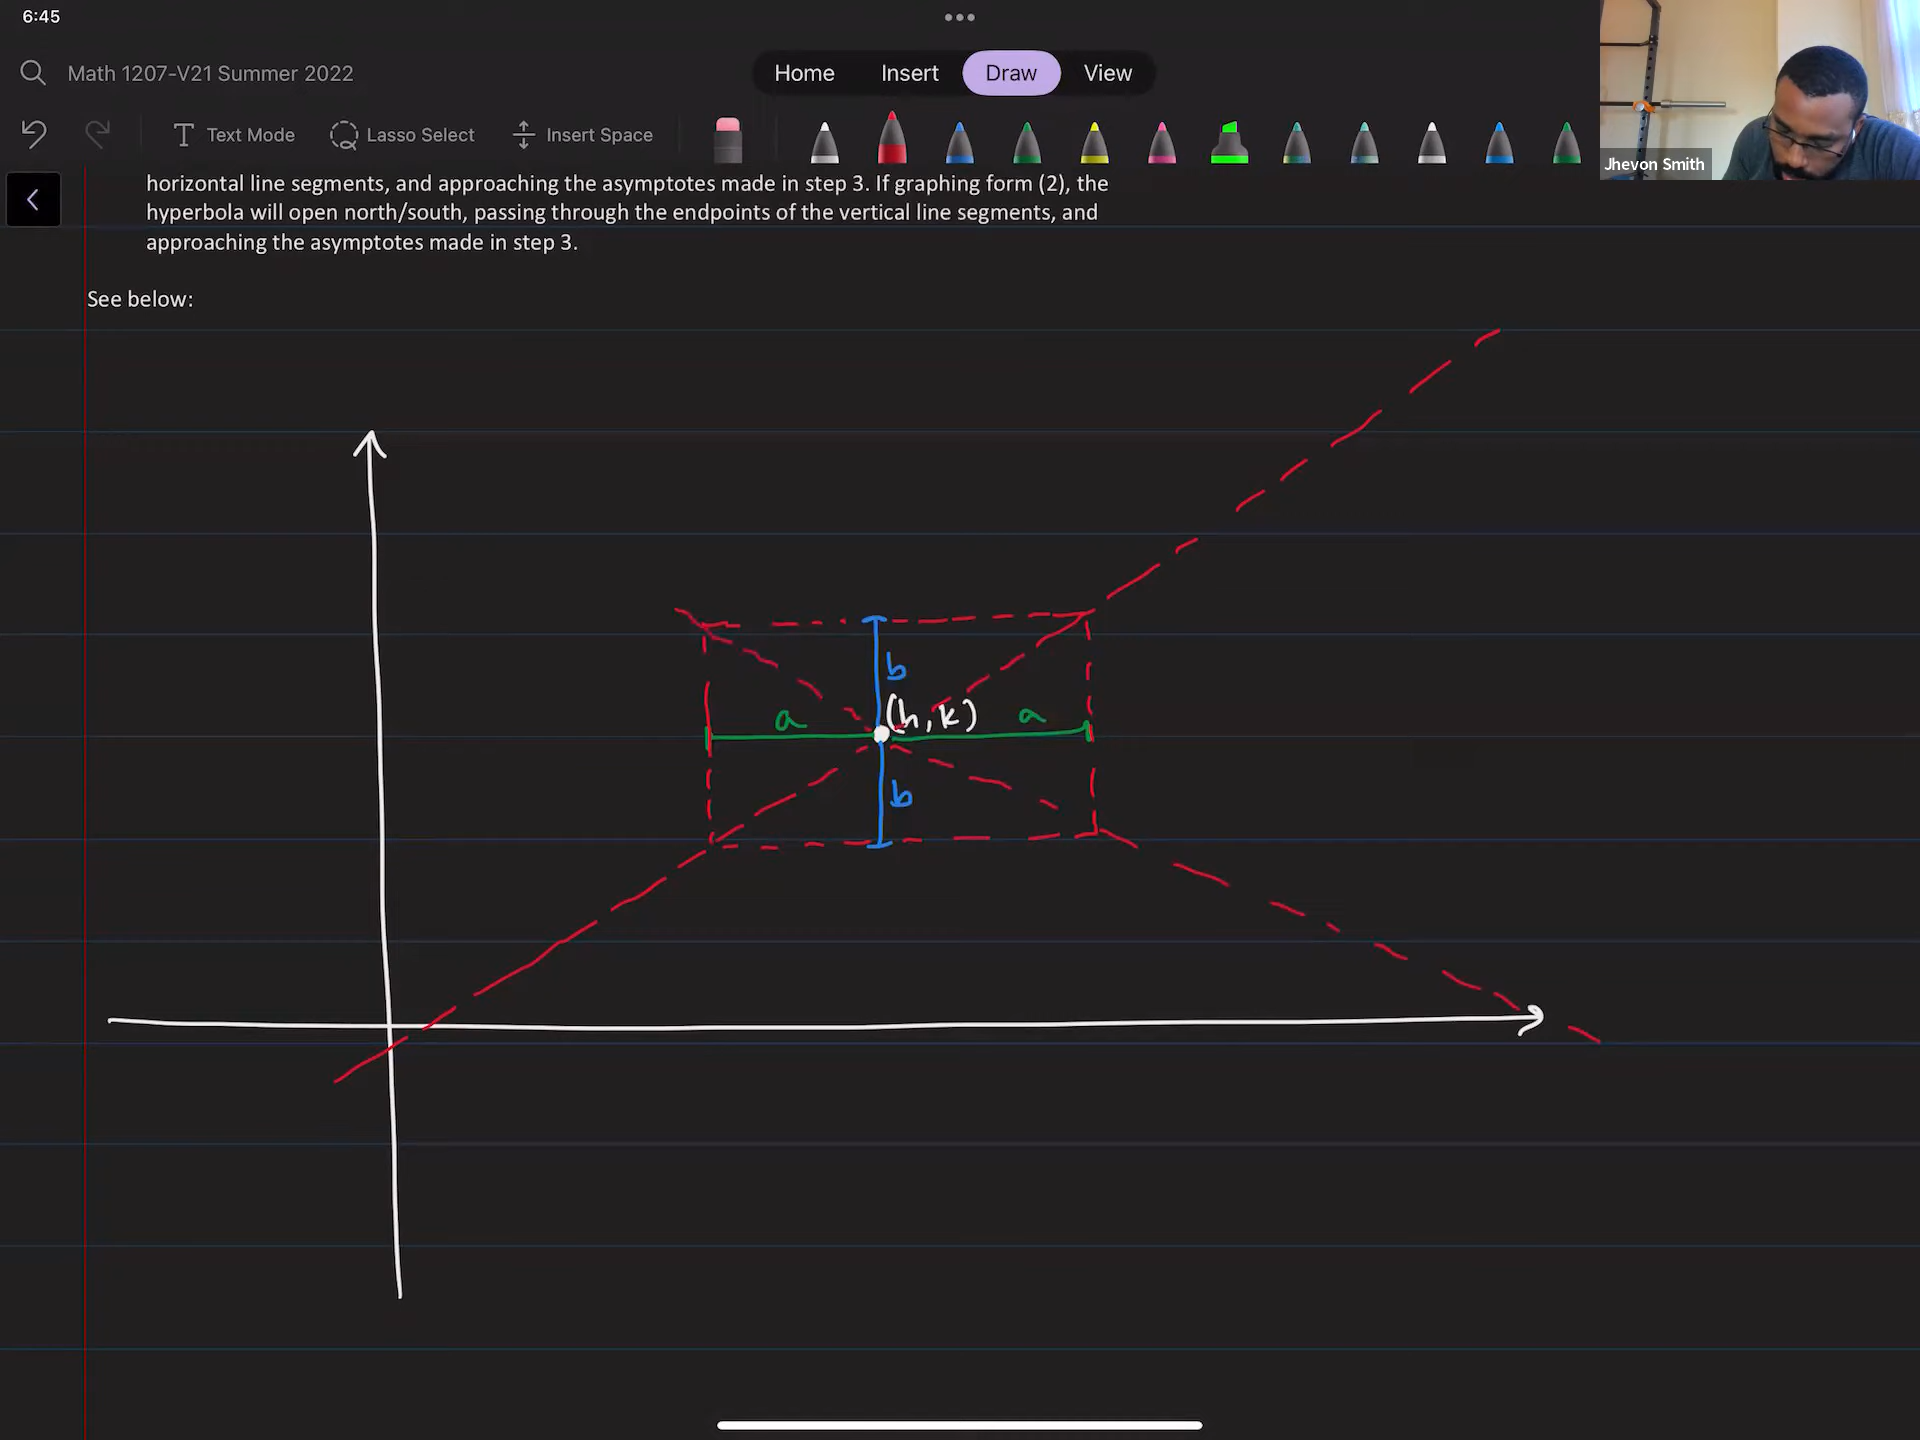 6:45
Math 1207-V21 Summer 2022
Home Insert Draw View
Text Mode Lasso Select Insert Space
Jhevon Smith
horizontal line segments, and approaching the asymptotes made in step 3. If graphing form (2), the
hyperbola will open north/south, passing through the endpoints of the vertical line segments, and
approaching the asymptotes made in step 3.
See below:
b
a (h,k) a
b